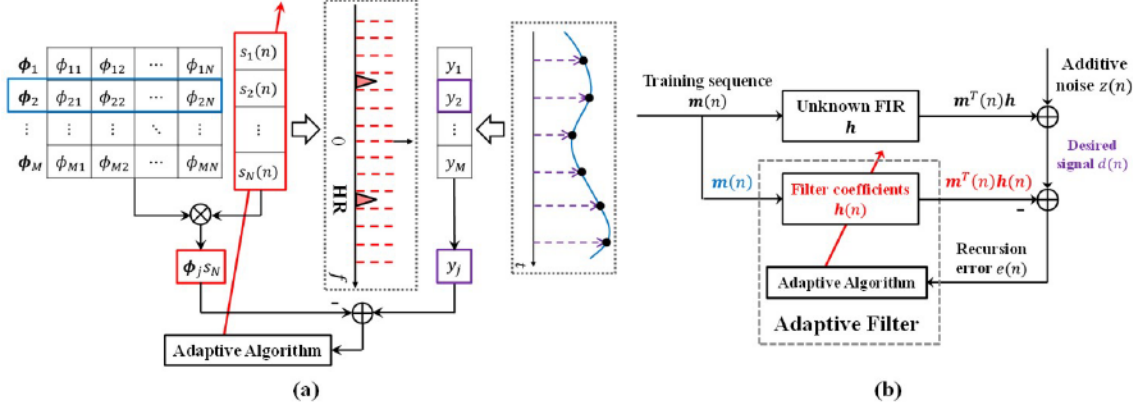 ϕ₁ ϕ₁₁ ϕ₁₂ ⋯ ϕ₁N s₁(n)
ϕ₂ ϕ₂₁ ϕ₂₂ ⋯ ϕ₂N s₂(n)
⋮ ⋮ ⋮ ⋱ ⋮ ⋮
ϕM ϕM1 ϕM2 ⋯ ϕMN sN(n)
0
HR
f
y₁
y₂
⋮
yM
t
ϕⱼsN
yⱼ
-
Adaptive Algorithm
(a)
Training sequence
m(n)
Unknown FIR
h
mᵀ(n)h
Additive
noise z(n)
Desired
signal d(n)
m(n)
Filter coefficients
h(n)
mᵀ(n)h(n)
-
Recursion
error e(n)
Adaptive Algorithm
Adaptive Filter
(b)